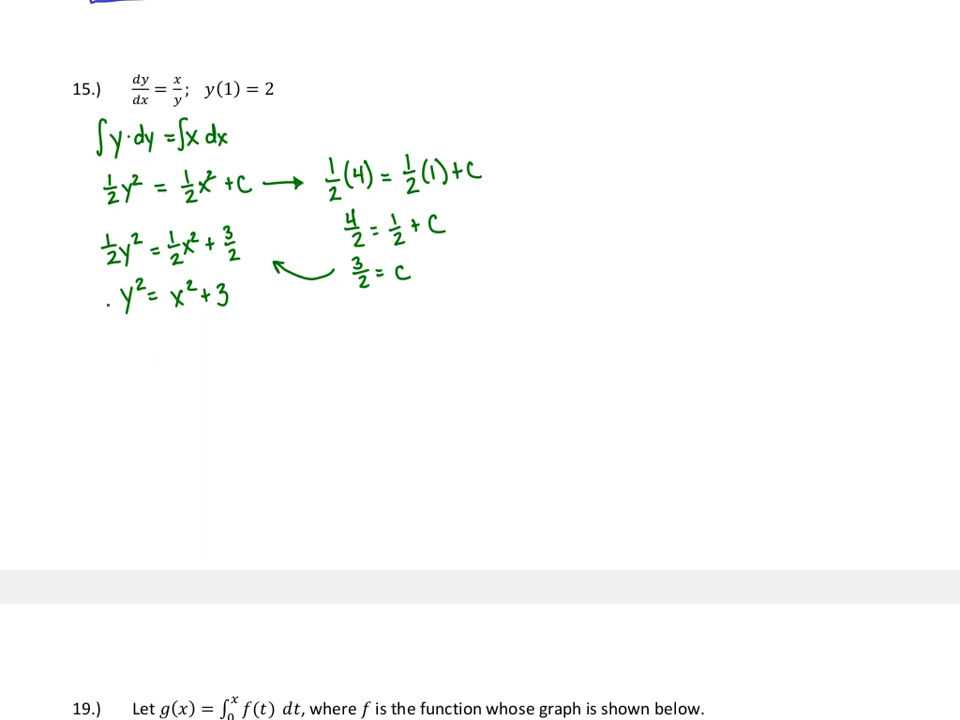 15.) dy/dx = x/y; y(1) = 2
∫y·dy = ∫x dx
½y² = ½x² + C → ½(4) = ½(1) + C
4/2 = ½ + C
½y² = ½x² + 3/2
3/2 = C
y² = x² + 3
19.) Let g(x) = ∫₀ˣ f(t) dt, where f is the function whose graph is shown below.